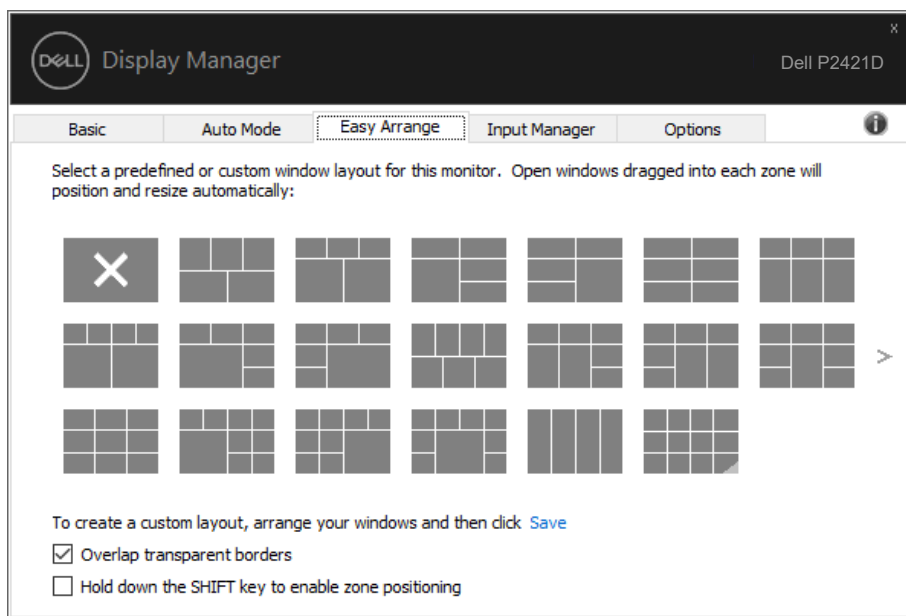 x
DELL Display Manager
Dell P2421D
Basic Auto Mode Easy Arrange Input Manager Options i
Select a predefined or custom window layout for this monitor.  Open windows dragged into each zone will
position and resize automatically:
>
To create a custom layout, arrange your windows and then click Save
Overlap transparent borders
Hold down the SHIFT key to enable zone positioning